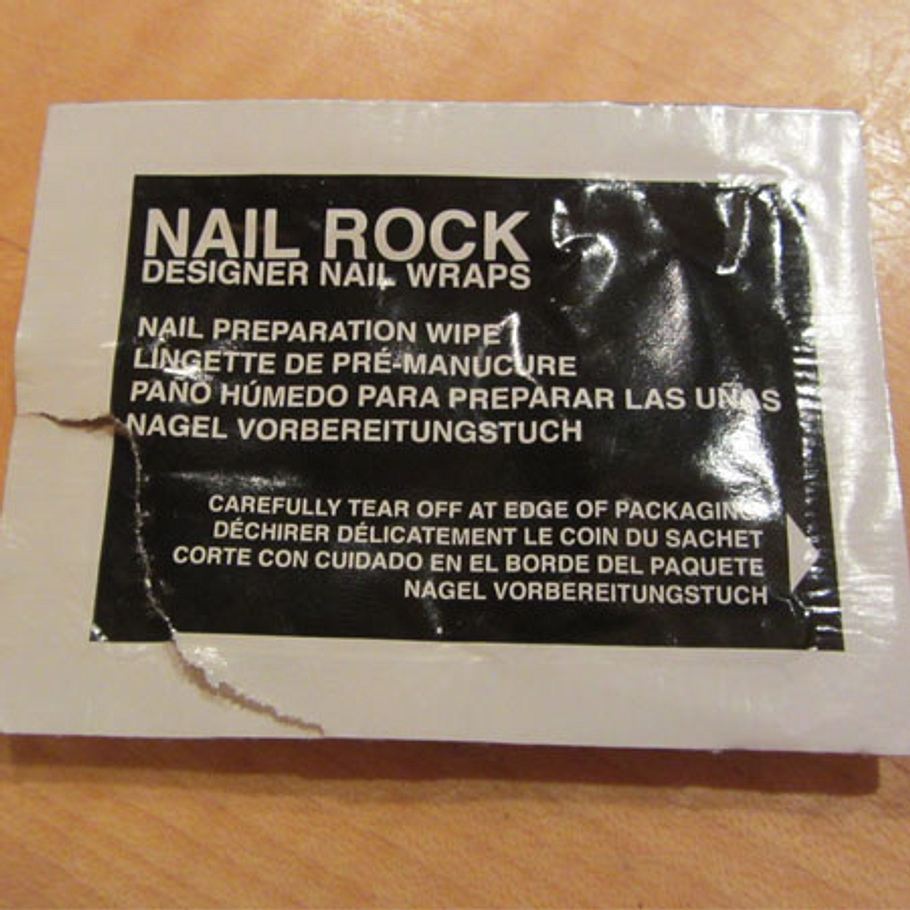 NAIL ROCK
DESIGNER NAIL WRAPS
NAIL PREPARATION WIPE
LINGETTE DE PRÉ-MANUCURE
PAÑO HÚMEDO PARA PREPARAR LAS UÑAS
NAGEL VORBEREITUNGSTUCH
CAREFULLY TEAR OFF AT EDGE OF PACKAGING
DÉCHIRER DÉLICATEMENT LE COIN DU SACHET
CORTE CON CUIDADO EN EL BORDE DEL PAQUETE
NAGEL VORBEREITUNGSTUCH